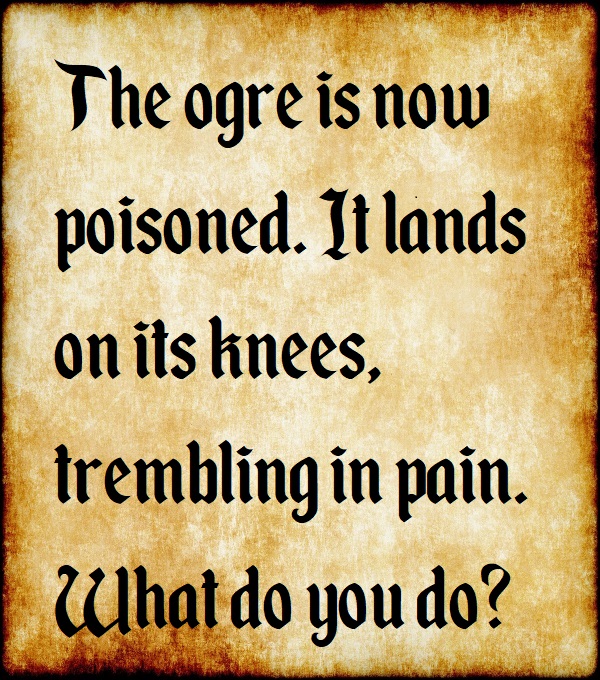 The ogre is now
poisoned. It lands
on its knees,
trembling in pain.
What do you do?